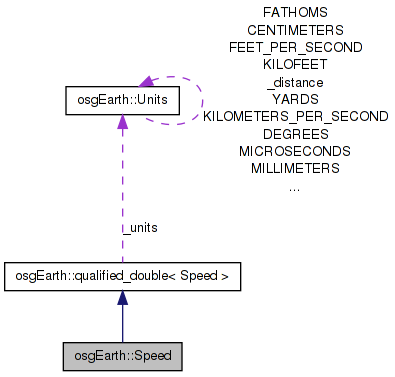 FATHOMS
CENTIMETERS
FEET_PER_SECOND
KILOFEET
_distance
YARDS
KILOMETERS_PER_SECOND
DEGREES
MICROSECONDS
MILLIMETERS
...
osgEarth::Units
_units
osgEarth::qualified_double< Speed >
osgEarth::Speed